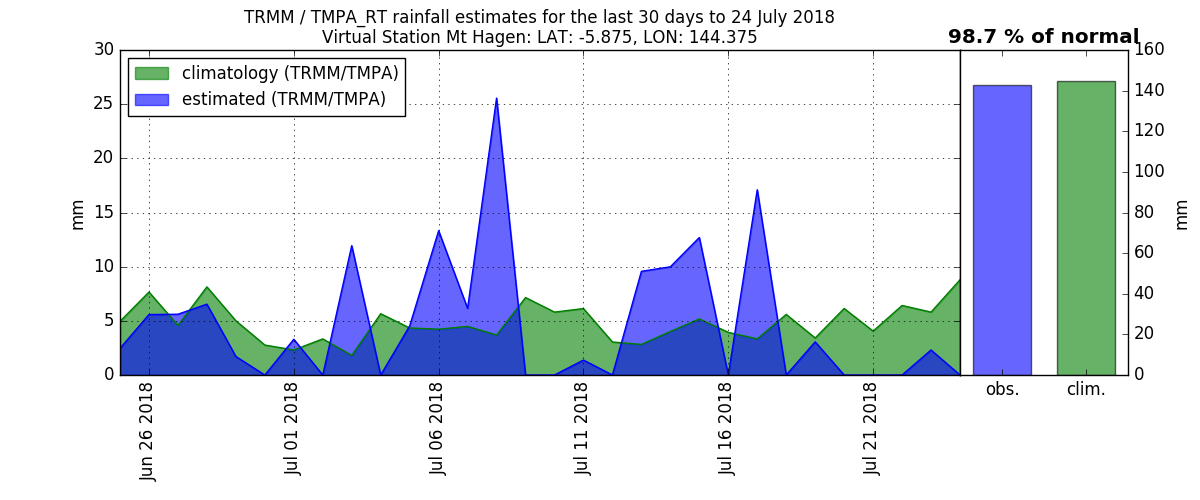 TRMM / TMPA_RT rainfall estimates for the last 30 days to 24 July 2018
Virtual Station Mt Hagen: LAT: -5.875, LON: 144.375
98.7 % of normal
climatology (TRMM/TMPA)
estimated (TRMM/TMPA)
30
25
20
15
10
5
0
mm
160
140
120
100
80
60
40
20
0
mm
Jun 26 2018
Jul 01 2018
Jul 06 2018
Jul 11 2018
Jul 16 2018
Jul 21 2018
obs.
clim.